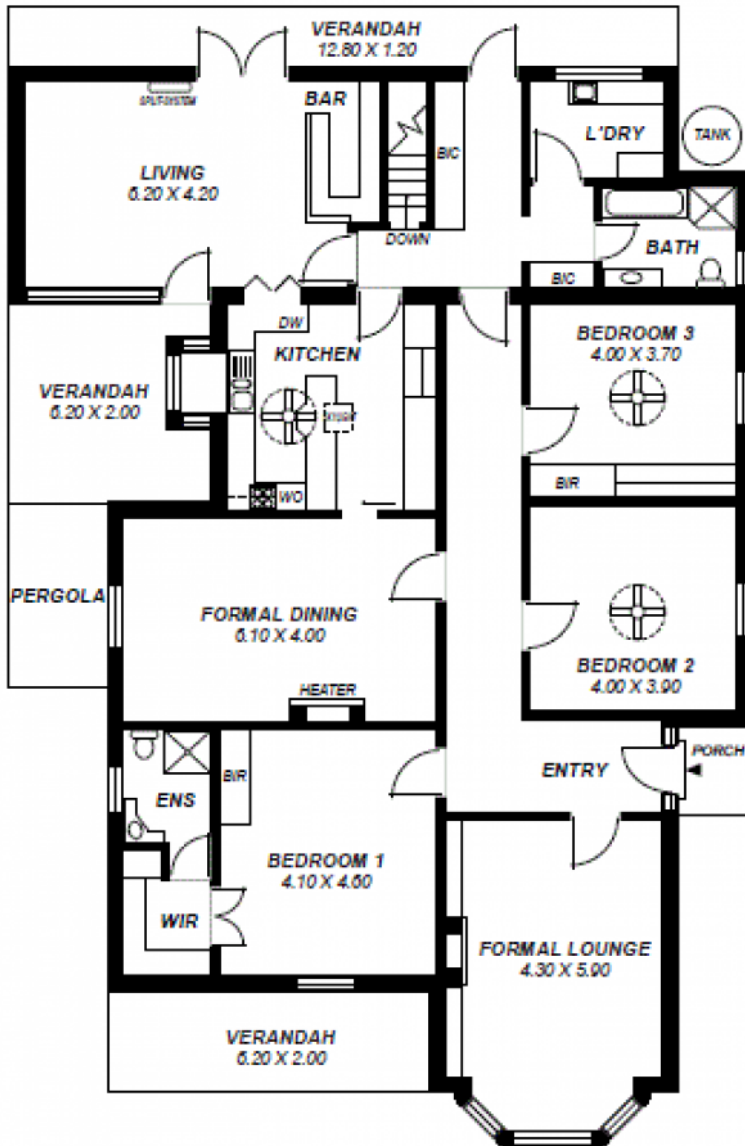 VERANDAH
12.80 X 1.20
SPLIT-SYSTEM
BAR
LIVING
6.20 X 4.20
BIC
L'DRY
TANK
DOWN
BATH
BIC
DW
KITCHEN
VERANDAH
6.20 X 2.00
WO
BEDROOM 3
4.00 X 3.70
BIR
PERGOLA
FORMAL DINING
6.10 X 4.00
HEATER
BEDROOM 2
4.00 X 3.90
ENTRY
PORCH
ENS
BIR
BEDROOM 1
4.10 X 4.60
WIR
FORMAL LOUNGE
4.30 X 5.90
VERANDAH
6.20 X 2.00